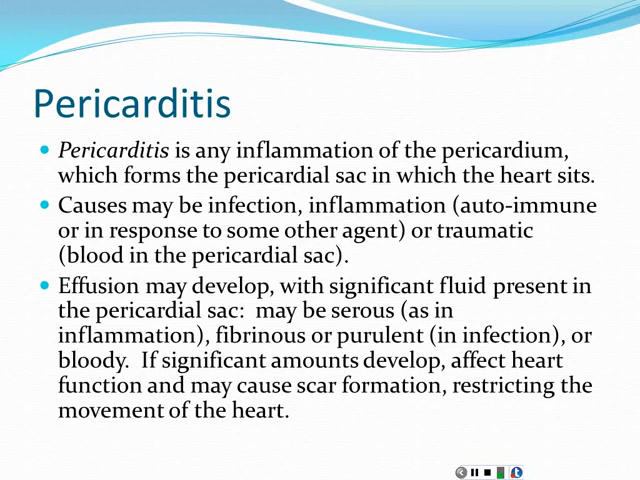 Pericarditis
Pericarditis is any inflammation of the pericardium,
which forms the pericardial sac in which the heart sits.
Causes may be infection, inflammation (auto-immune
or in response to some other agent) or traumatic
(blood in the pericardial sac).
Effusion may develop, with significant fluid present in
the pericardial sac:  may be serous (as in
inflammation), fibrinous or purulent (in infection), or
bloody.  If significant amounts develop, affect heart
function and may cause scar formation, restricting the
movement of the heart.